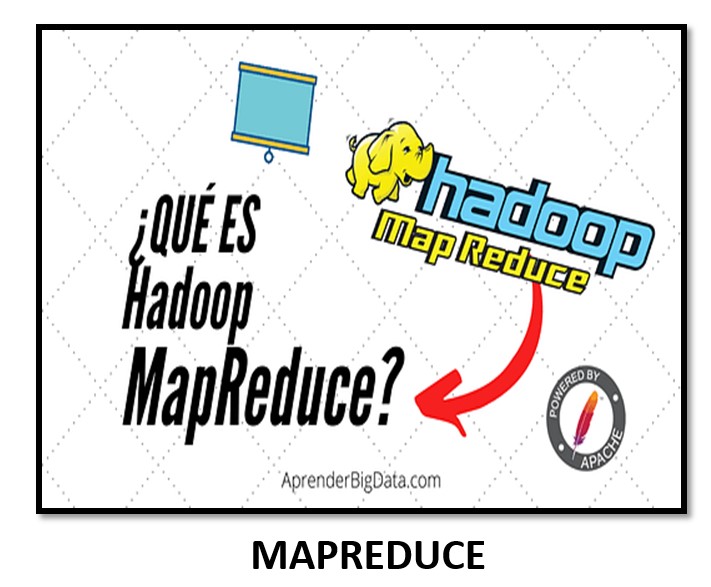 hadoop
Map Reduce
¿QUÉ ES
Hadoop
MapReduce?
POWERED BY
APACHE
AprenderBigData.com
MAPREDUCE